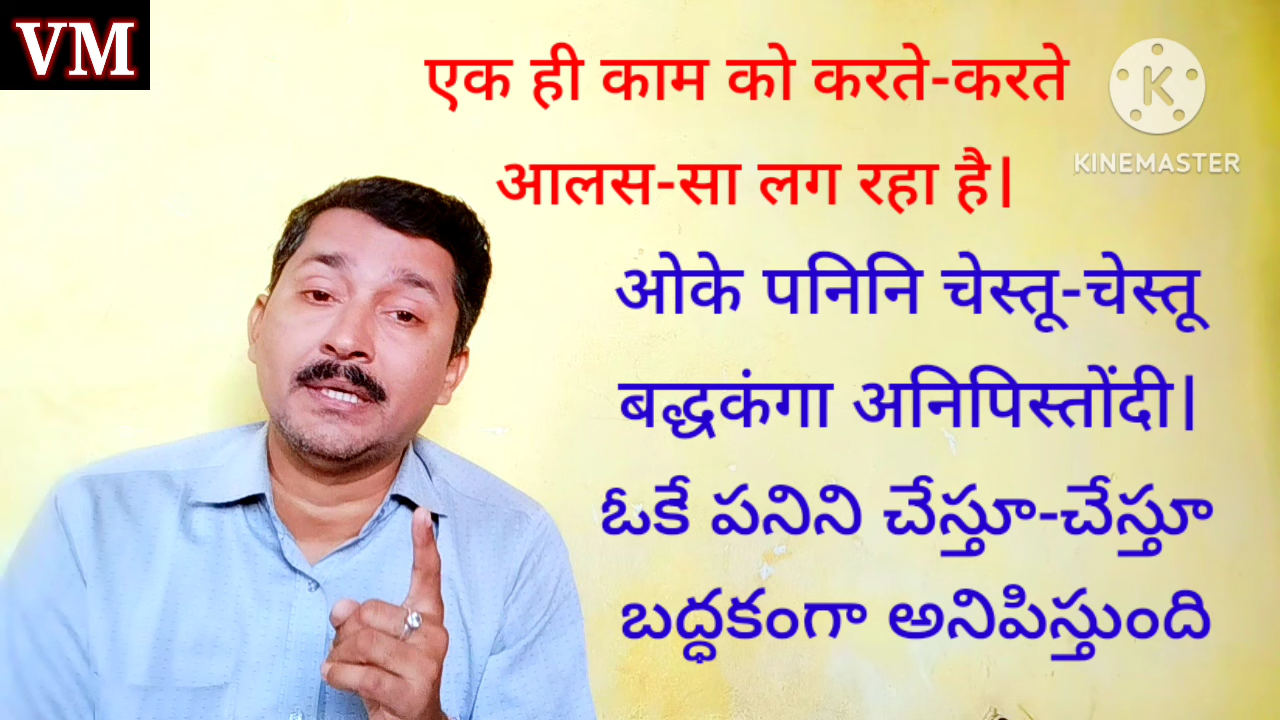 VM
एक ही काम को करते-करते
K
KINEMASTER
आलस-सा लग रहा है।
ओके पनिनि चेस्तू-चेस्तू
बद्धकंगा अनिपिस्तोंदी।
ఓకే పనిని చేస్తూ-చేస్తూ
బద్ధకంగా అనిపిస్తుంది